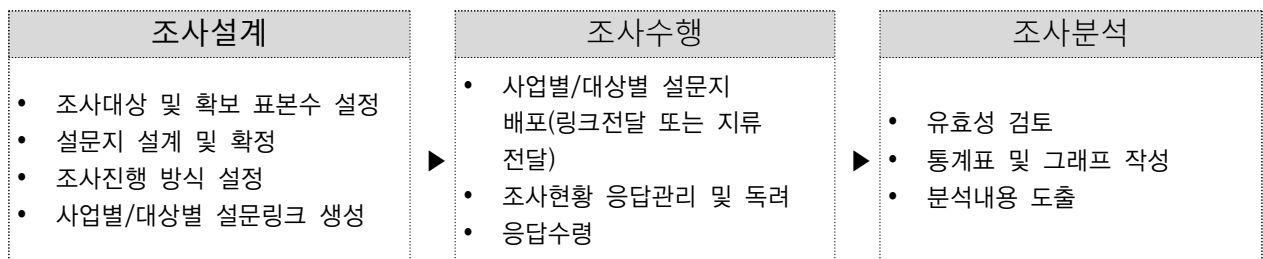 조사설계
• 조사대상 및 확보 표본수 설정
• 설문지 설계 및 확정
• 조사진행 방식 설정
• 사업별/대상별 설문링크 생성
▶
조사수행
• 사업별/대상별 설문지
배포(링크전달 또는 지류
전달)
• 조사현황 응답관리 및 독려
• 응답수령
▶
조사분석
• 유효성 검토
• 통계표 및 그래프 작성
• 분석내용 도출